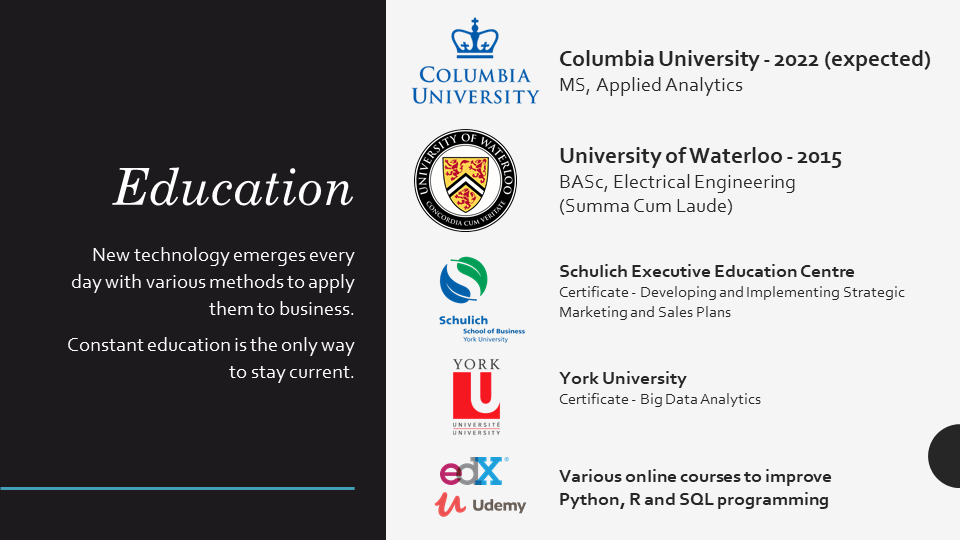 Education
New technology emerges every
day with various methods to apply
them to business.
Constant education is the only way
to stay current.
COLUMBIA
UNIVERSITY
Columbia University - 2022 (expected)
MS, Applied Analytics
UNIVERSITY OF WATERLOO
CONCORDIA CUM VERITATE
University of Waterloo - 2015
BASc, Electrical Engineering
(Summa Cum Laude)
Schulich
School of Business
York University
Schulich Executive Education Centre
Certificate - Developing and Implementing Strategic
Marketing and Sales Plans
YORK
U
UNIVERSITÉ
UNIVERSITY
York University
Certificate - Big Data Analytics
edX®
Udemy
Various online courses to improve
Python, R and SQL programming